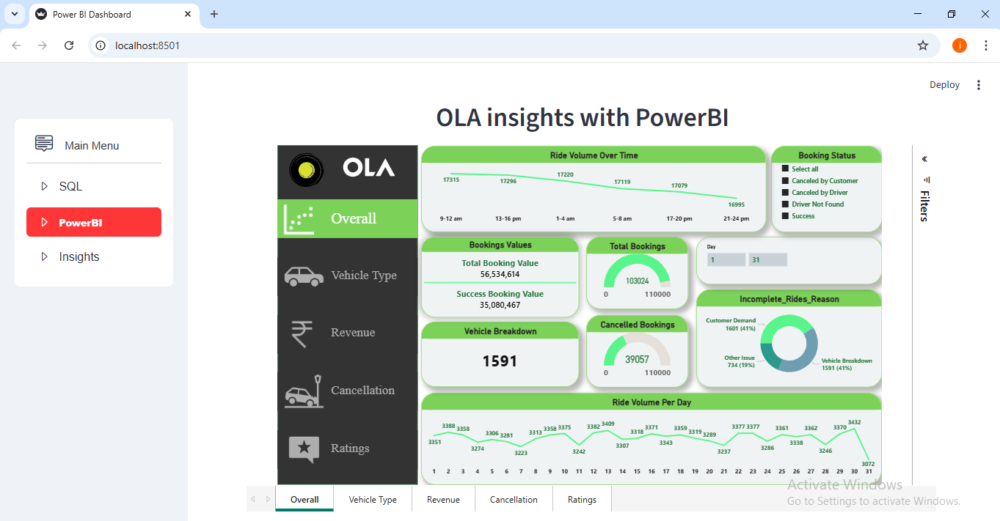 Power BI Dashboard
localhost:8501
j
Deploy
Main Menu
SQL
PowerBI
Insights
OLA insights with PowerBI
OLA
Overall
Vehicle Type
Revenue
Cancellation
Ratings
Ride Volume Over Time
17315 17296 17220 17119 17079 16995
9-12 am 13-16 pm 1-4 am 5-8 am 17-20 pm 21-24 pm
Booking Status
Select all
Canceled by Customer
Canceled by Driver
Driver Not Found
Success
Filters
Bookings Values
Total Booking Value
56,534,614
Success Booking Value
35,080,467
Total Bookings
103024
0 110000
Day
1 31
Vehicle Breakdown
1591
Cancelled Bookings
39057
0 110000
Incomplete_Rides_Reason
Customer Demand
1601 (41%)
Other Issue
734 (19%)
Vehicle Breakdown
1591 (41%)
Ride Volume Per Day
3351 3388 3358 3274 3306 3281 3223 3313 3358 3375 3242 3382 3409 3307 3318 3371 3343 3359 3319 3289 3237 3377 3377 3286 3361 3338 3362 3246 3370 3432 3072
1 2 3 4 5 6 7 8 9 10 11 12 13 14 15 16 17 18 19 20 21 22 23 24 25 26 27 28 29 30 31
Overall Vehicle Type Revenue Cancellation Ratings
Activate Windows
Go to Settings to activate Windows.